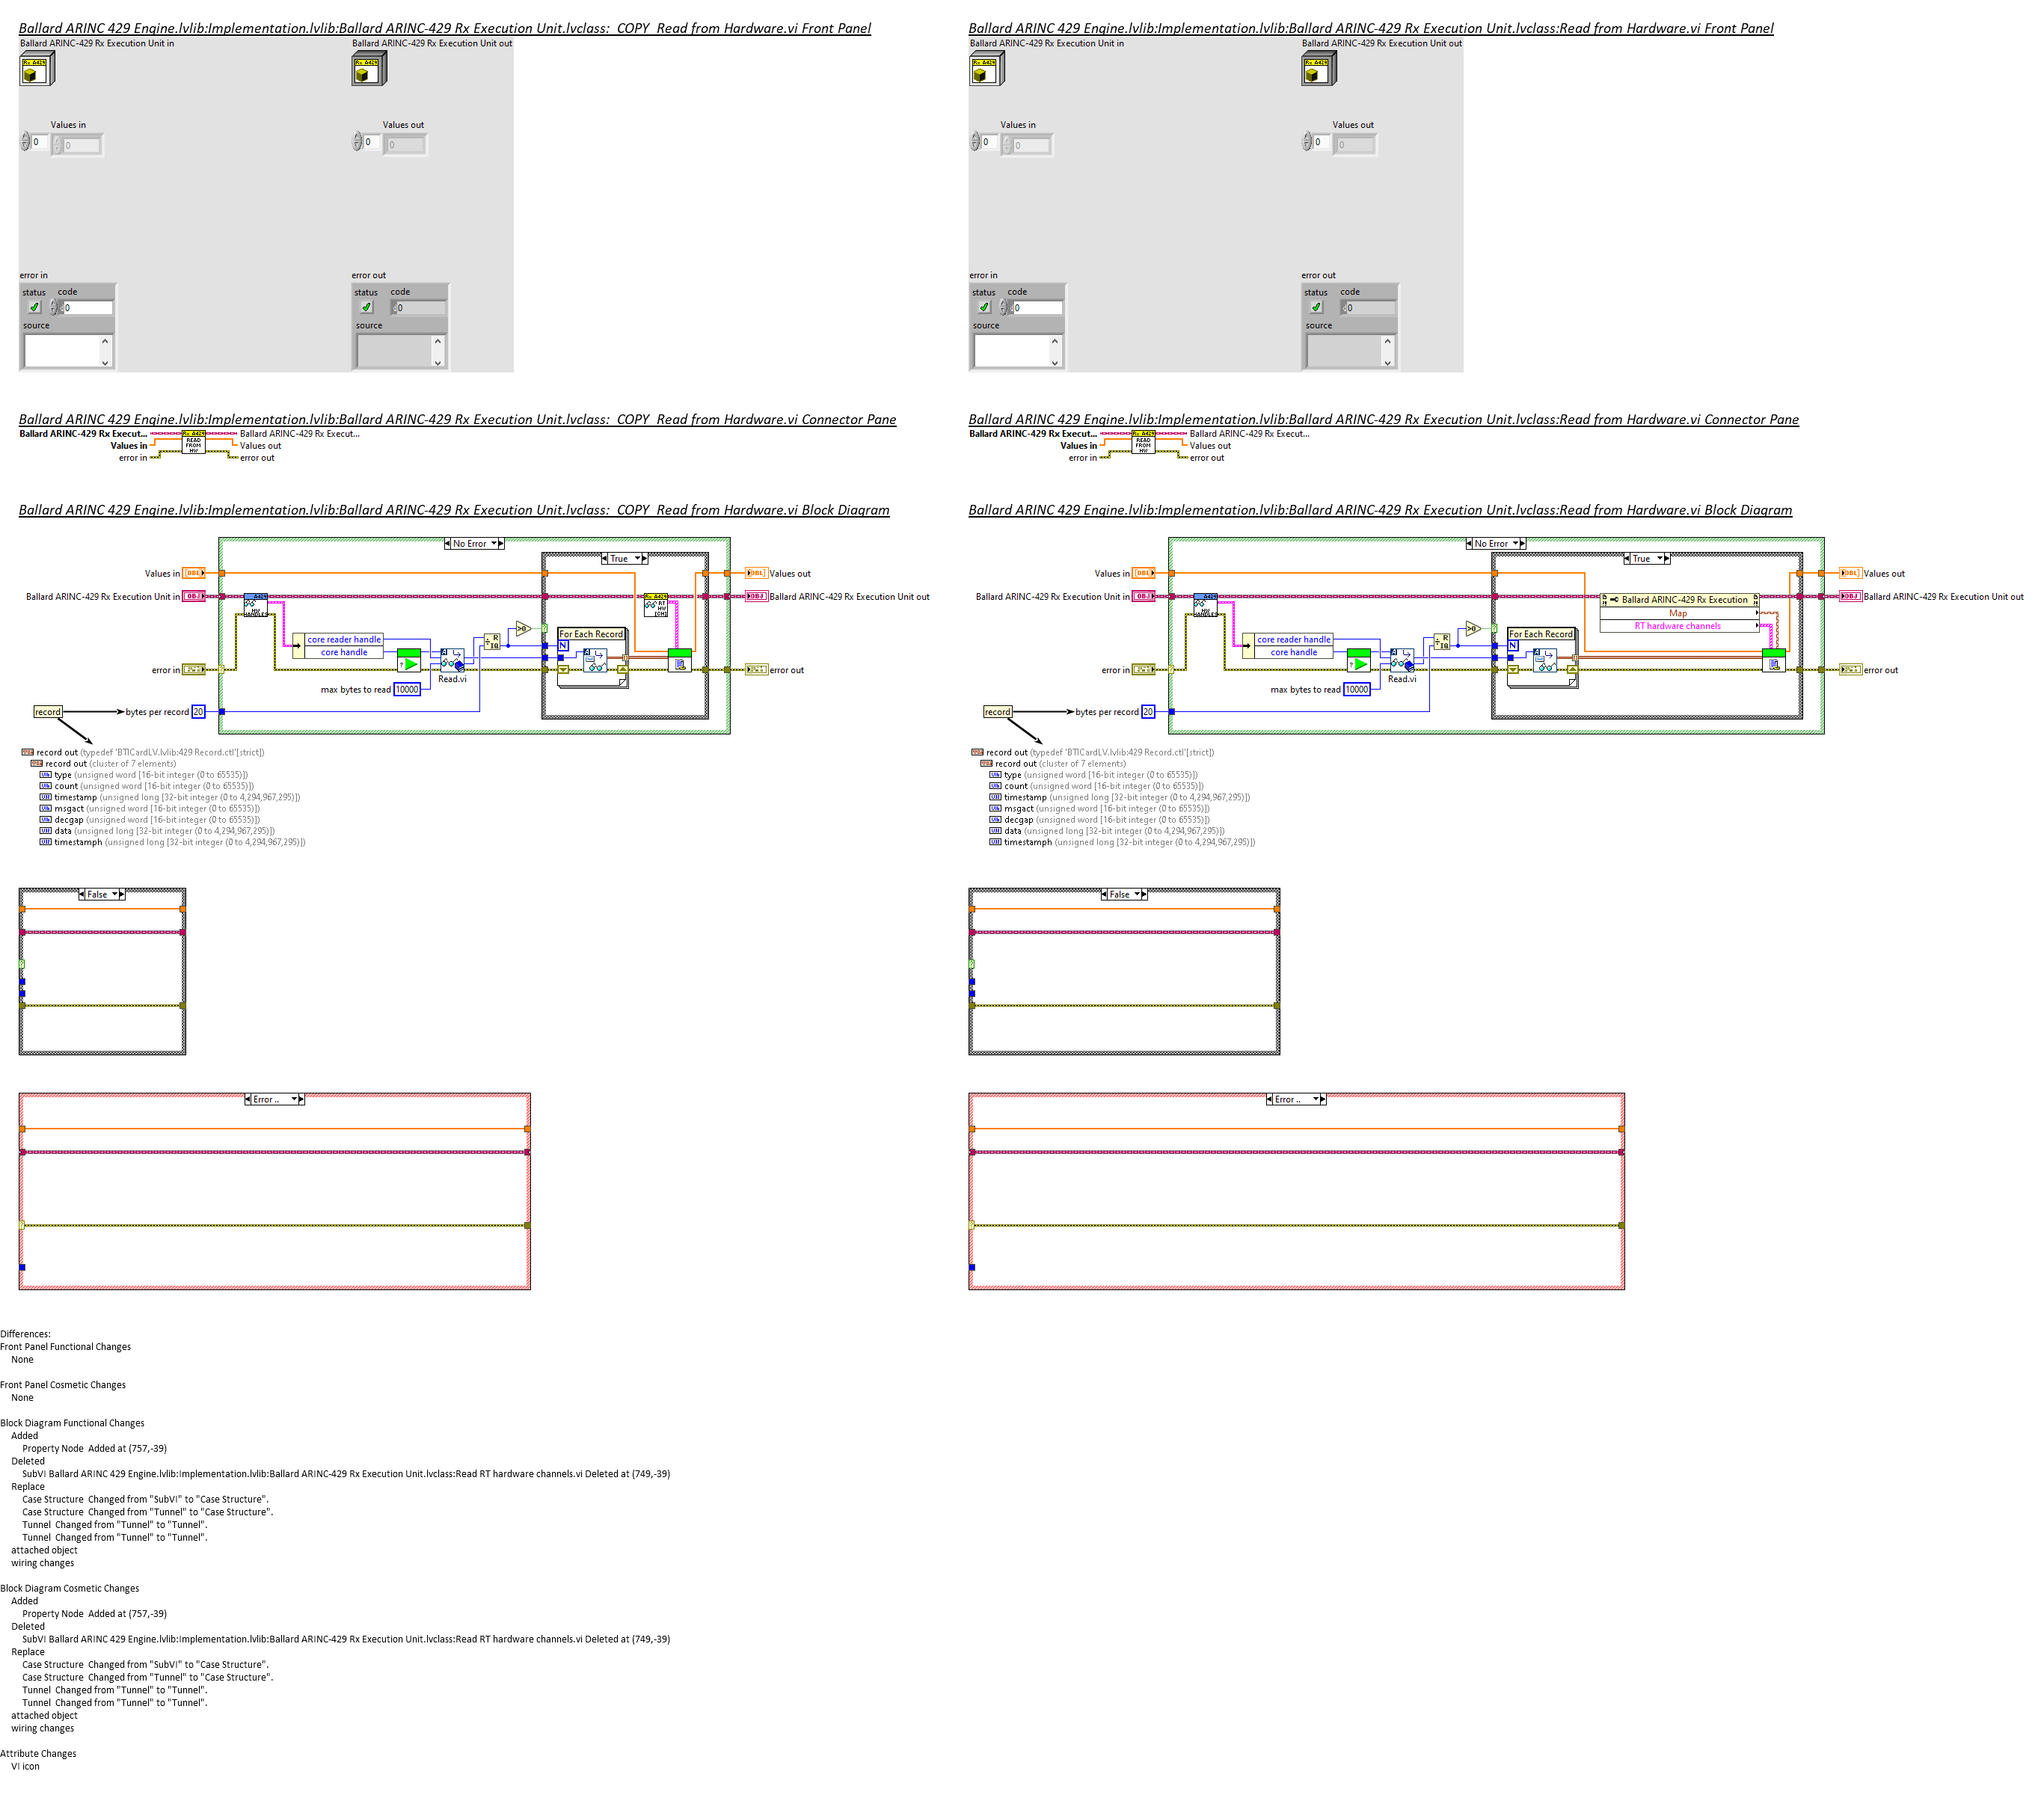 Ballard ARINC 429 Engine.lvlib:Implementation.lvlib:Ballard ARINC-429 Rx Execution Unit.lvclass:  COPY  Read from Hardware.vi Front Panel
Ballard ARINC-429 Rx Execution Unit in
Ballard ARINC-429 Rx Execution Unit out
Rx A429
Rx A429
Values in
Values out
0
0
0
0
error in
error out
status code
status code
0
0
source
source
Ballard ARINC 429 Engine.lvlib:Implementation.lvlib:Ballard ARINC-429 Rx Execution Unit.lvclass:Read from Hardware.vi Front Panel
Ballard ARINC-429 Rx Execution Unit in
Ballard ARINC-429 Rx Execution Unit out
Rx A429
Rx A429
Values in
Values out
0
0
0
0
error in
error out
status code
status code
0
0
source
source
Ballard ARINC 429 Engine.lvlib:Implementation.lvlib:Ballard ARINC-429 Rx Execution Unit.lvclass:  COPY  Read from Hardware.vi Connector Pane
Ballard ARINC-429 Rx Execut...
Values in
error in
Rx A429
READ
FROM
HW
Ballard ARINC-429 Rx Execut...
Values out
error out
Ballard ARINC 429 Engine.lvlib:Implementation.lvlib:Ballard ARINC-429 Rx Execution Unit.lvclass:Read from Hardware.vi Connector Pane
Ballard ARINC-429 Rx Execut...
Values in
error in
Rx A429
READ
FROM
HW
Ballard ARINC-429 Rx Execut...
Values out
error out
Ballard ARINC 429 Engine.lvlib:Implementation.lvlib:Ballard ARINC-429 Rx Execution Unit.lvclass:  COPY  Read from Hardware.vi Block Diagram
No Error
True
Values in
DBL
DBL
Values out
Ballard ARINC-429 Rx Execution Unit in
OBJ
A429
HW
HANDLES
Rx A429
RT
HW
OBJ
Ballard ARINC-429 Rx Execution Unit out
For Each Record
N
core reader handle
core handle
error in
Read.vi
error out
max bytes to read 10000
record
bytes per record 20
record out (typedef 'BTICardLV.lvlib:429 Record.ctl'[strict])
record out (cluster of 7 elements)
type (unsigned word [16-bit integer (0 to 65535)])
count (unsigned word [16-bit integer (0 to 65535)])
timestamp (unsigned long [32-bit integer (0 to 4,294,967,295)])
msgact (unsigned word [16-bit integer (0 to 65535)])
decgap (unsigned word [16-bit integer (0 to 65535)])
data (unsigned long [32-bit integer (0 to 4,294,967,295)])
timestamph (unsigned long [32-bit integer (0 to 4,294,967,295)])
False
Error ..
Ballard ARINC 429 Engine.lvlib:Implementation.lvlib:Ballard ARINC-429 Rx Execution Unit.lvclass:Read from Hardware.vi Block Diagram
No Error
True
Values in
DBL
DBL
Values out
Ballard ARINC-429 Rx Execution Unit in
OBJ
A429
HW
HANDLES
Ballard ARINC-429 Rx Execution
Map
RT hardware channels
OBJ
Ballard ARINC-429 Rx Execution Unit out
For Each Record
N
core reader handle
core handle
error in
Read.vi
error out
max bytes to read 10000
record
bytes per record 20
record out (typedef 'BTICardLV.lvlib:429 Record.ctl'[strict])
record out (cluster of 7 elements)
type (unsigned word [16-bit integer (0 to 65535)])
count (unsigned word [16-bit integer (0 to 65535)])
timestamp (unsigned long [32-bit integer (0 to 4,294,967,295)])
msgact (unsigned word [16-bit integer (0 to 65535)])
decgap (unsigned word [16-bit integer (0 to 65535)])
data (unsigned long [32-bit integer (0 to 4,294,967,295)])
timestamph (unsigned long [32-bit integer (0 to 4,294,967,295)])
False
Error ..
Differences:
Front Panel Functional Changes
None
Front Panel Cosmetic Changes
None
Block Diagram Functional Changes
Added
Property Node  Added at (757,-39)
Deleted
SubVI Ballard ARINC 429 Engine.lvlib:Implementation.lvlib:Ballard ARINC-429 Rx Execution Unit.lvclass:Read RT hardware channels.vi Deleted at (749,-39)
Replace
Case Structure  Changed from "SubVI" to "Case Structure".
Case Structure  Changed from "Tunnel" to "Case Structure".
Tunnel  Changed from "Tunnel" to "Tunnel".
Tunnel  Changed from "Tunnel" to "Tunnel".
attached object
wiring changes
Block Diagram Cosmetic Changes
Added
Property Node  Added at (757,-39)
Deleted
SubVI Ballard ARINC 429 Engine.lvlib:Implementation.lvlib:Ballard ARINC-429 Rx Execution Unit.lvclass:Read RT hardware channels.vi Deleted at (749,-39)
Replace
Case Structure  Changed from "SubVI" to "Case Structure".
Case Structure  Changed from "Tunnel" to "Case Structure".
Tunnel  Changed from "Tunnel" to "Tunnel".
Tunnel  Changed from "Tunnel" to "Tunnel".
attached object
wiring changes
Attribute Changes
VI icon